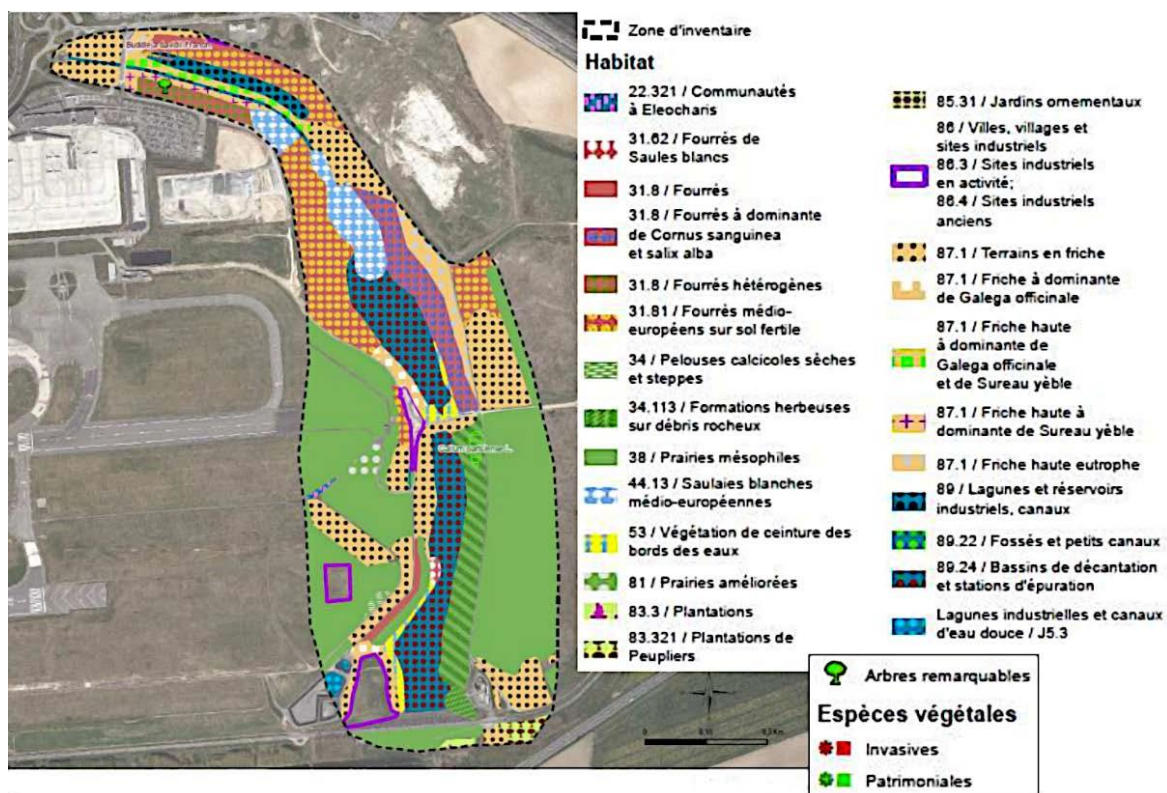 Zone d'inventaire
Habitat
22.321 / Communautés
à Eleocharis
31.62 / Fourrés de
Saules blancs
31.8 / Fourrés
31.8 / Fourrés à dominante
de Cornus sanguinea
et salix alba
31.8 / Fourrés hétérogènes
31.81 / Fourrés médio-
européens sur sol fertile
34 / Pelouses calcicoles sèches
et steppes
34.113 / Formations herbeuses
sur débris rocheux
38 / Prairies mésophiles
44.13 / Saulaies blanches
médio-européennes
53 / Végétation de ceinture des
bords des eaux
81 / Prairies améliorées
83.3 / Plantations
83.321 / Plantations de
Peupliers
85.31 / Jardins ornementaux
86 / Villes, villages et
sites industriels
86.3 / Sites industriels
en activité;
86.4 / Sites industriels
anciens
87.1 / Terrains en friche
87.1 / Friche à dominante
de Galega officinale
87.1 / Friche haute
à dominante de
Galega officinale
et de Sureau yèble
87.1 / Friche haute à
dominante de Sureau yèble
87.1 / Friche haute eutrophe
89 / Lagunes et réservoirs
industriels, canaux
89.22 / Fossés et petits canaux
89.24 / Bassins de décantation
et stations d'épuration
Lagunes industrielles et canaux
d'eau douce / J5.3
Arbres remarquables
Espèces végétales
Invasives
Patrimoniales